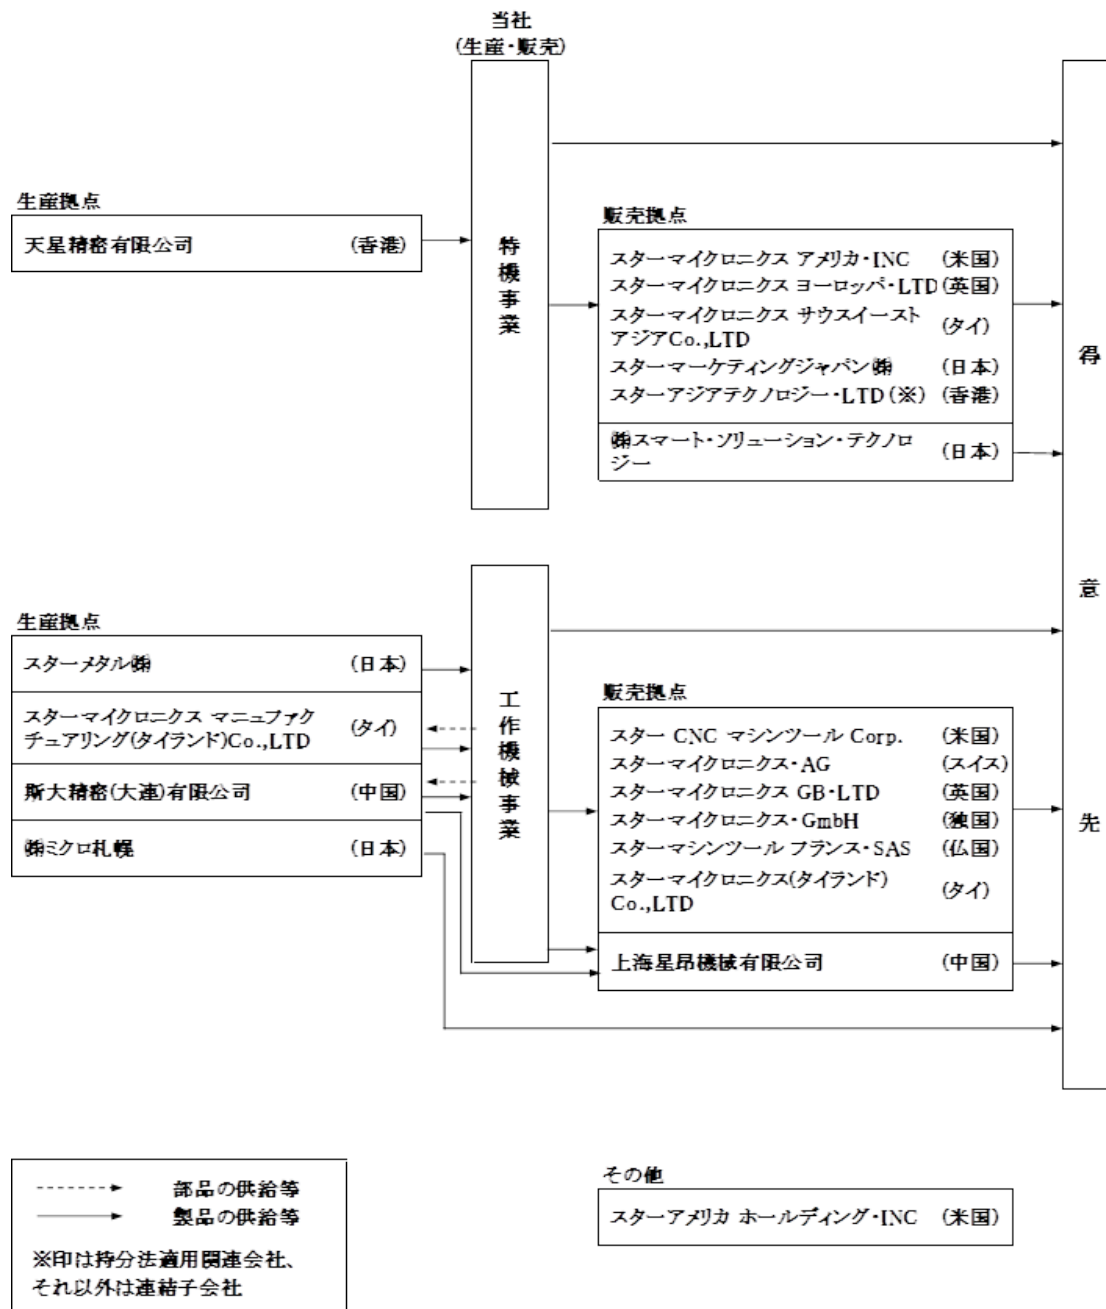 当社
(生産・販売)
生産拠点
天星精密有限公司 (香港)
特機事業
販売拠点
スターマイクロニクス アメリカ・INC (米国)
スターマイクロニクス ヨーロッパ・LTD (英国)
スターマイクロニクス サウスイースト
アジアCo.,LTD (タイ)
スターマーケティングジャパン㈱ (日本)
スターアジアテクノロジー・LTD(※) (香港)
㈱スマート・ソリューション・テクノロ
ジー (日本)
得意先
生産拠点
スターメタル㈱ (日本)
スターマイクロニクス マニュファク
チュアリング(タイランド)Co.,LTD (タイ)
斯大精密(大連)有限公司 (中国)
㈱ミクロ札幌 (日本)
工作機械事業
販売拠点
スター CNC マシンツール Corp. (米国)
スターマイクロニクス・AG (スイス)
スターマイクロニクス GB・LTD (英国)
スターマイクロニクス・GmbH (独国)
スターマシンツール フランス・SAS (仏国)
スターマイクロニクス(タイランド)
Co.,LTD (タイ)
上海星昂機械有限公司 (中国)
部品の供給等
製品の供給等
※印は持分法適用関連会社、
それ以外は連結子会社
その他
スターアメリカ ホールディング・INC (米国)